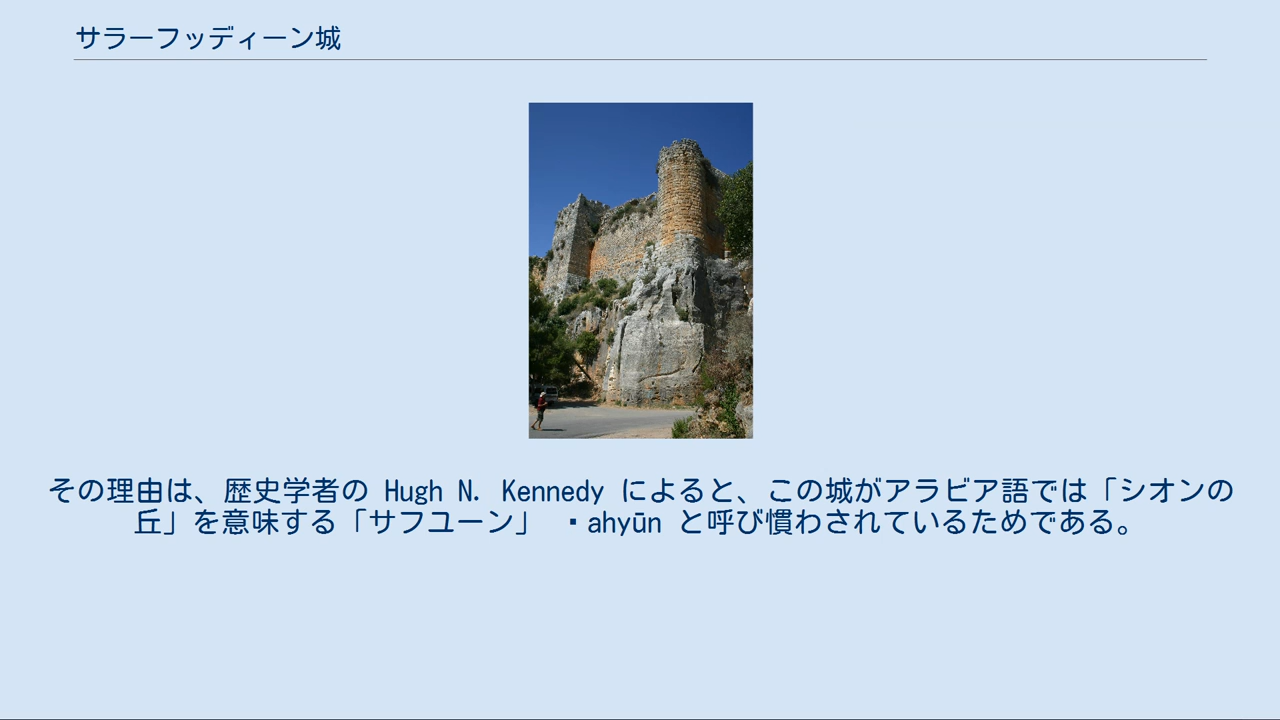 サラーフッディーン城
その理由は、歴史学者の Hugh N. Kennedy によると、この城がアラビア語では「シオンの
丘」を意味する「サフユーン」 ・ahyūn と呼び慣わされているためである。